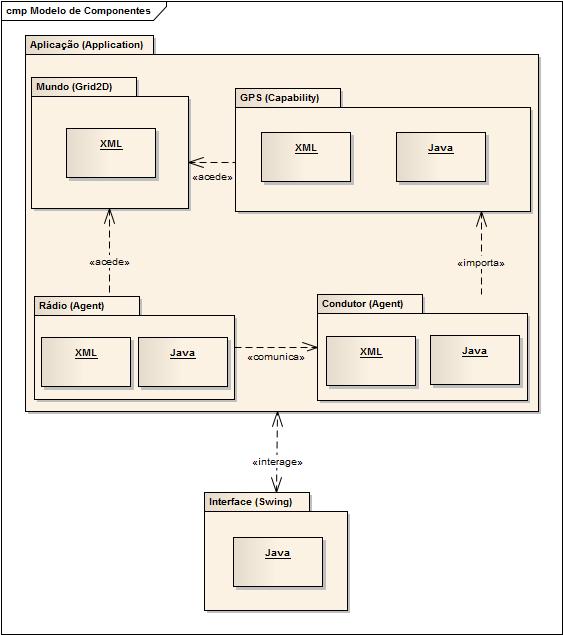 cmp Modelo de Componentes
Aplicação (Application)
Mundo (Grid2D)
XML
GPS (Capability)
XML
Java
«acede»
«acede»
«importa»
Rádio (Agent)
XML
Java
«comunica»
Condutor (Agent)
XML
Java
«interage»
Interface (Swing)
Java